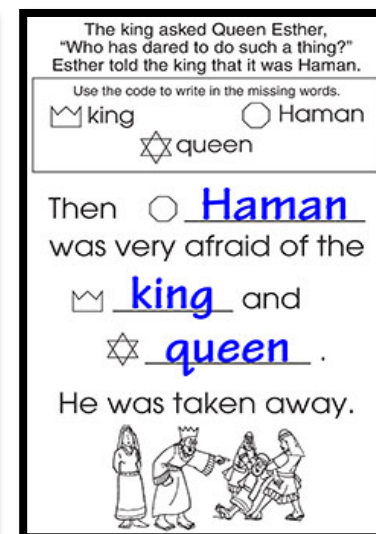 The king asked Queen Esther,
“Who has dared to do such a thing?”
Esther told the king that it was Haman.
Use the code to write in the missing words.
king Haman
queen
Then Haman
was very afraid of the
king and
queen .
He was taken away.